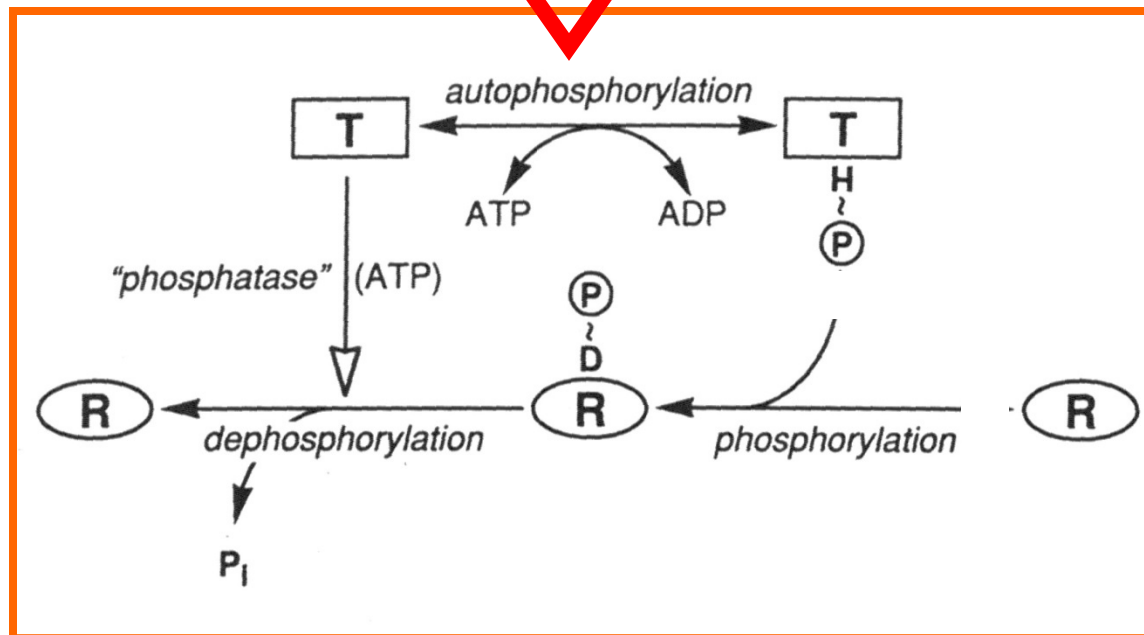 autophosphorylation
T
T
H
~
P
ATP
ADP
"phosphatase"
(ATP)
P
~
D
R
R
R
dephosphorylation
phosphorylation
Pi